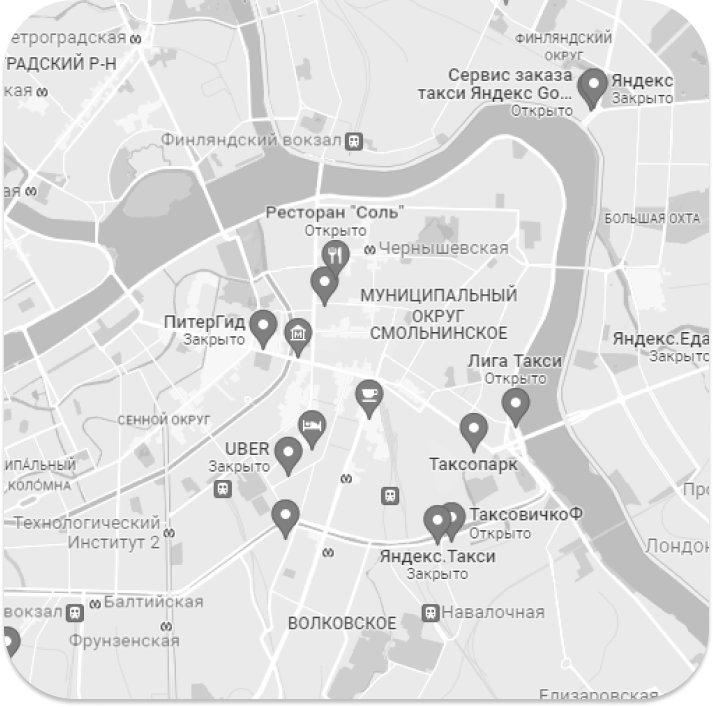 етроградская
ГРАДСКИЙ Р-Н
кая
ФИНЛЯНДСКИЙ
ОКРУГ
Сервис заказа
такси Яндекс Go...
Открыто
Яндекс
Закрыто
Финляндский вокзал
ая
Ресторан "Соль"
Открыто
Чернышевская
БОЛЬШАЯ ОХТА
МУНИЦИПАЛЬНЫЙ
ОКРУГ
СМОЛЬНИНСКОЕ
ПитерГид
Закрыто
Яндекс.Еда
Закрыто
Лига Такси
Открыто
СЕННОЙ ОКРУГ
UBER
Закрыто
Таксопарк
ИПАЛЬНЫЙ
КОЛОМНА
Технологический
Институт 2
ТаксовичкоФ
Открыто
Яндекс.Такси
Закрыто
Про
Лондон
вокзал
Балтийская
Фрунзенская
ВОЛКОВСКОЕ
Навалочная
Елизаровская